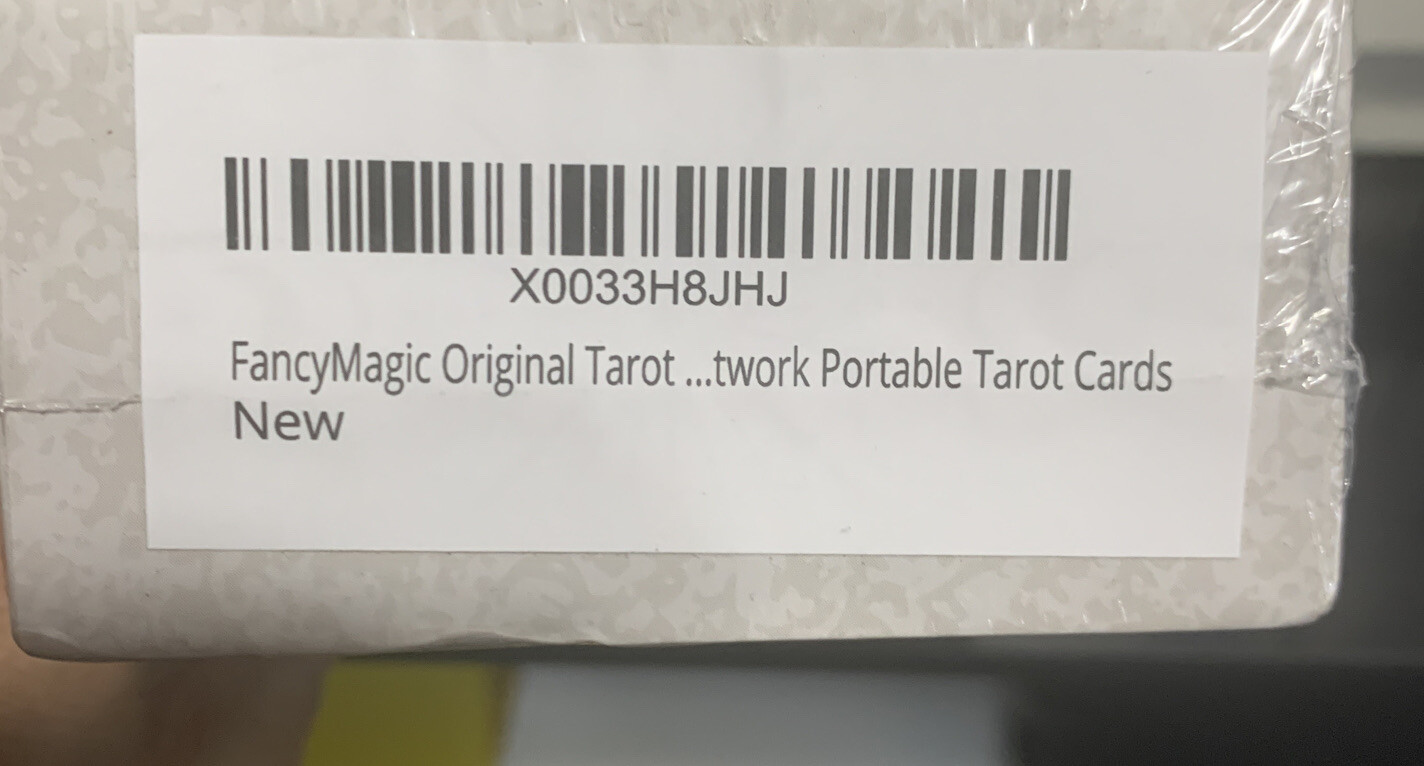 X0033H8JHJ
FancyMagic Original Tarot ...twork Portable Tarot Cards
New